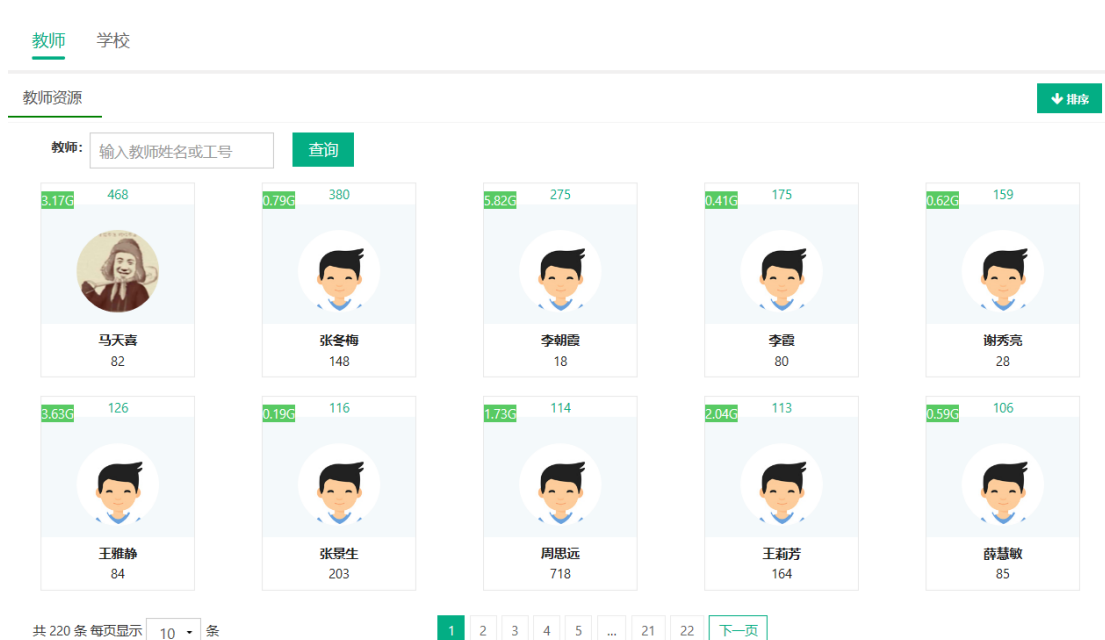 教师 学校
教师资源 排序
教师: 输入教师姓名或工号 查询
3.17G 468 0.79G 380 5.82G 275 0.41G 175 0.62G 159
马天喜 张冬梅 李朝霞 李霞 谢秀亮
82 148 18 80 28
3.63G 126 0.19G 116 1.73G 114 2.04G 113 0.59G 106
王雅静 张景生 周思远 王莉芳 薛慧敏
84 203 718 164 85
共 220 条 每页显示 10 条 1 2 3 4 5 ... 21 22 下一页